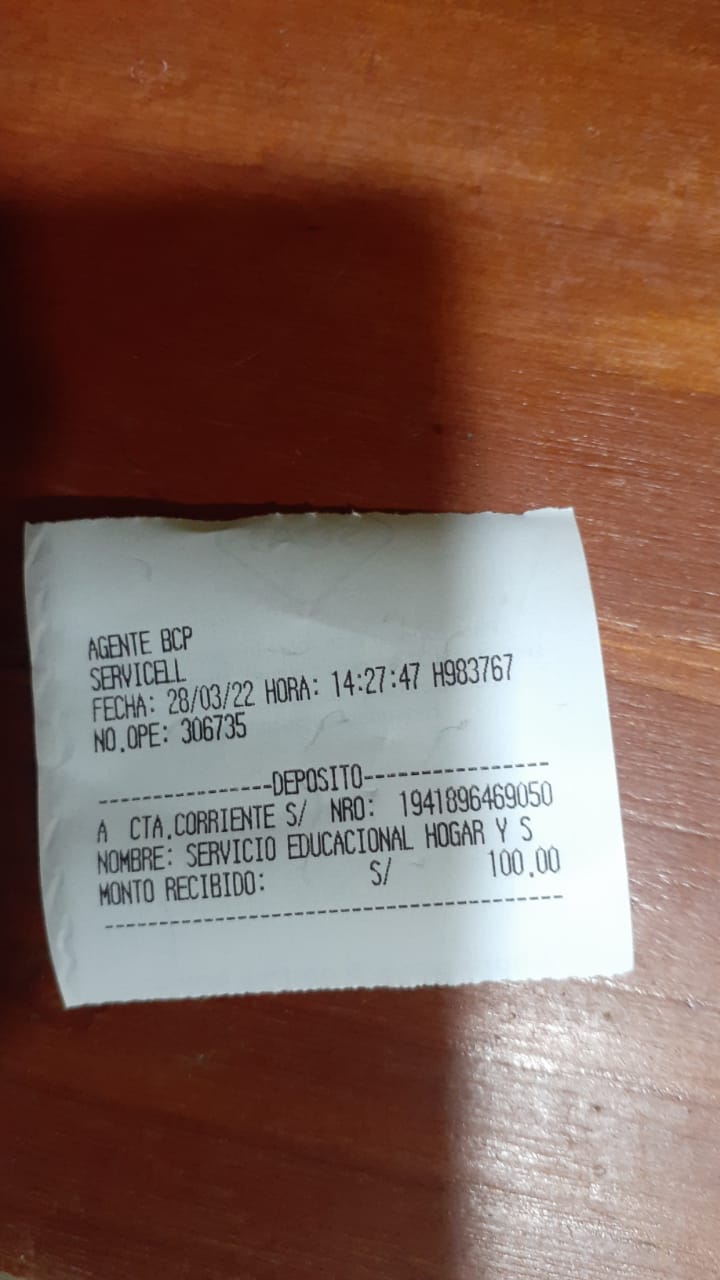 AGENTE BCP
SERVICELL
FECHA: 28/03/22 HORA: 14:27:47 H983767
NO.OPE: 306735
----------------DEPOSITO-----------------
A CTA.CORRIENTE S/ NRO: 1941896469050
NOMBRE: SERVICIO EDUCACIONAL HOGAR Y S
MONTO RECIBIDO: S/ 100.00
-----------------------------------------